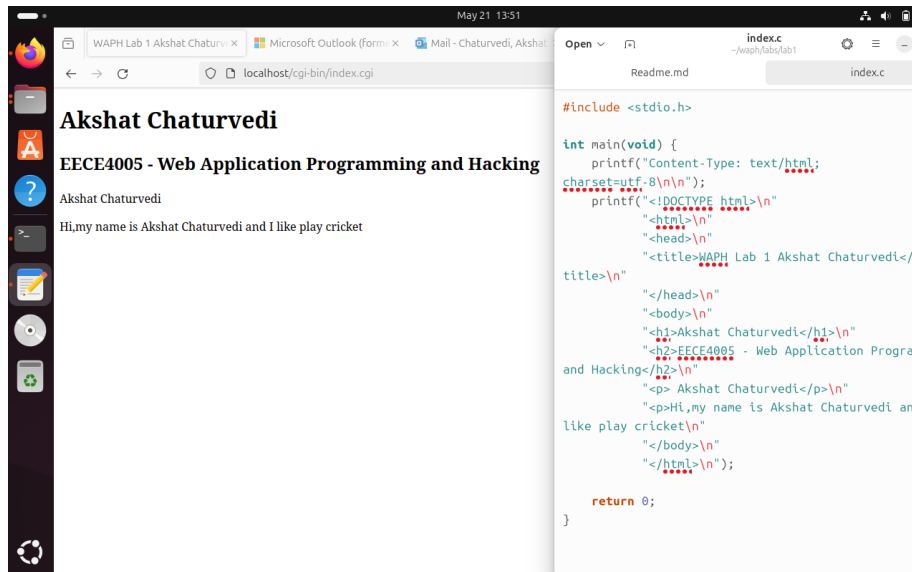 May 21 13:51
WAPH Lab 1 Akshat Chaturv
Microsoft Outlook (form
Mail - Chaturvedi, Akshat
localhost/cgi-bin/index.cgi
Akshat Chaturvedi
EECE4005 - Web Application Programming and Hacking
Akshat Chaturvedi
Hi,my name is Akshat Chaturvedi and I like play cricket
Open
index.c
~/waph/labs/lab1
Readme.md
index.c
#include <stdio.h>
int main(void) {
printf("Content-Type: text/html;
charset=utf-8\n\n");
printf("<!DOCTYPE html>\n"
"<html>\n"
"<head>\n"
"<title>WAPH Lab 1 Akshat Chaturvedi</
title>\n"
"</head>\n"
"<body>\n"
"<h1>Akshat Chaturvedi</h1>\n"
"<h2>EECE4005 - Web Application Progra
and Hacking</h2>\n"
"<p> Akshat Chaturvedi</p>\n"
"<p>Hi,my name is Akshat Chaturvedi an
like play cricket\n"
"</body>\n"
"</html>\n");
return 0;
}